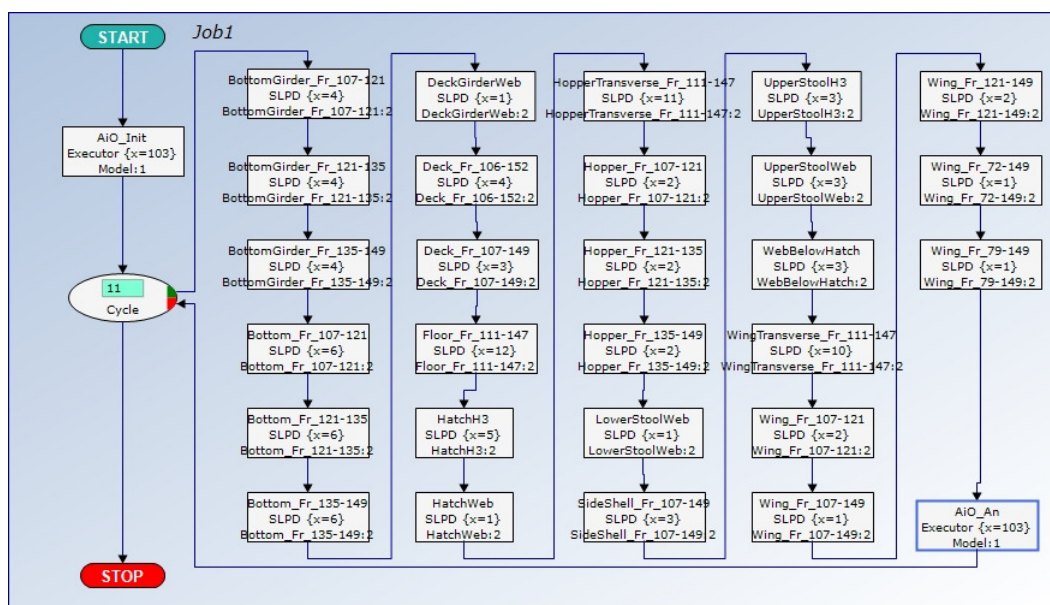 START
Job1
AiO_Init
Executor {x=103}
Model:1
11
Cycle
STOP
BottomGirder_Fr_107-121
SLPD {x=4}
BottomGirder_Fr_107-121:2
BottomGirder_Fr_121-135
SLPD {x=4}
BottomGirder_Fr_121-135:2
BottomGirder_Fr_135-149
SLPD {x=4}
BottomGirder_Fr_135-149:2
Bottom_Fr_107-121
SLPD {x=6}
Bottom_Fr_107-121:2
Bottom_Fr_121-135
SLPD {x=6}
Bottom_Fr_121-135:2
Bottom_Fr_135-149
SLPD {x=6}
Bottom_Fr_135-149:2
DeckGirderWeb
SLPD {x=1}
DeckGirderWeb:2
Deck_Fr_106-152
SLPD {x=4}
Deck_Fr_106-152:2
Deck_Fr_107-149
SLPD {x=3}
Deck_Fr_107-149:2
Floor_Fr_111-147
SLPD {x=12}
Floor_Fr_111-147:2
HatchH3
SLPD {x=5}
HatchH3:2
HatchWeb
SLPD {x=1}
HatchWeb:2
HopperTransverse_Fr_111-147
SLPD {x=11}
HopperTransverse_Fr_111-147:2
Hopper_Fr_107-121
SLPD {x=2}
Hopper_Fr_107-121:2
Hopper_Fr_121-135
SLPD {x=2}
Hopper_Fr_121-135:2
Hopper_Fr_135-149
SLPD {x=2}
Hopper_Fr_135-149:2
LowerStoolWeb
SLPD {x=1}
LowerStoolWeb:2
SideShell_Fr_107-149
SLPD {x=3}
SideShell_Fr_107-149:2
UpperStoolH3
SLPD {x=3}
UpperStoolH3:2
UpperStoolWeb
SLPD {x=3}
UpperStoolWeb:2
WebBelowHatch
SLPD {x=3}
WebBelowHatch:2
WingTransverse_Fr_111-147
SLPD {x=10}
WingTransverse_Fr_111-147:2
Wing_Fr_107-121
SLPD {x=2}
Wing_Fr_107-121:2
Wing_Fr_107-149
SLPD {x=1}
Wing_Fr_107-149:2
Wing_Fr_121-149
SLPD {x=2}
Wing_Fr_121-149:2
Wing_Fr_72-149
SLPD {x=1}
Wing_Fr_72-149:2
Wing_Fr_79-149
SLPD {x=1}
Wing_Fr_79-149:2
AiO_An
Executor {x=103}
Model:1